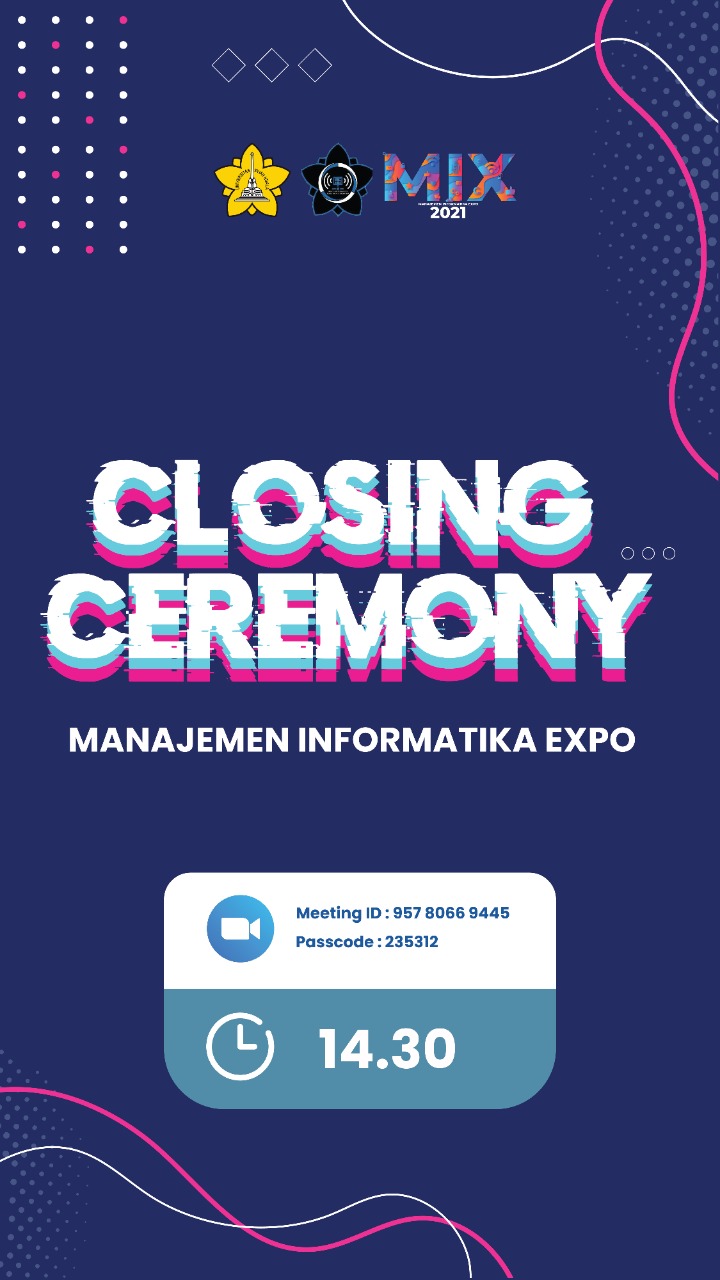 MIX
2021
CLOSING
CEREMONY
MANAJEMEN INFORMATIKA EXPO
Meeting ID : 957 8066 9445
Passcode : 235312
14.30